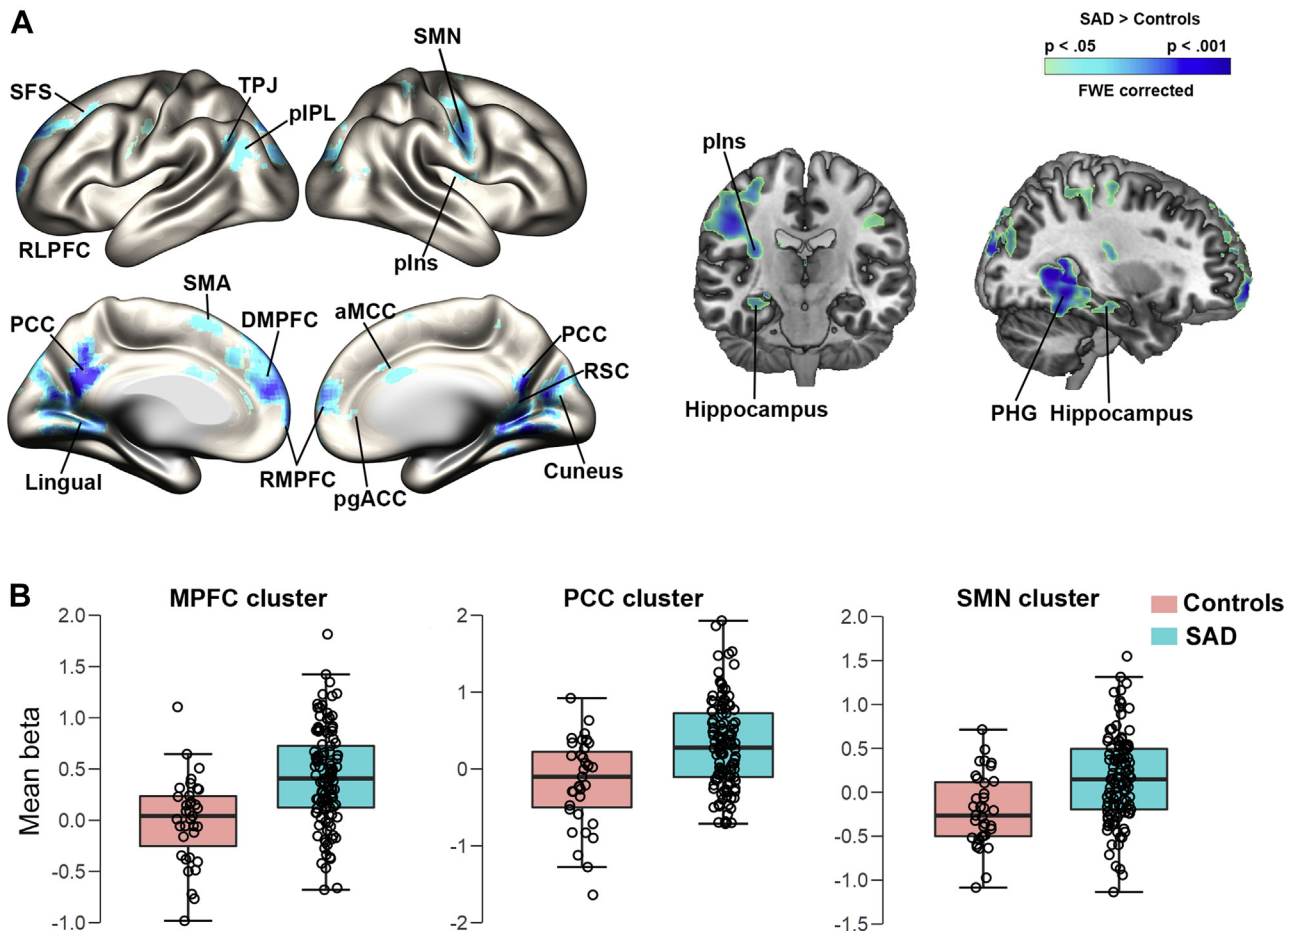 A
SAD > Controls
p < .05 p < .001
FWE corrected
SMN
SFS
TPJ
pIPL
RLPFC
pIns
pIns
SMA
PCC
DMPFC
aMCC
PCC
RSC
Lingual
RMPFC
pgACC
Cuneus
Hippocampus
PHG
Hippocampus
B
MPFC cluster
PCC cluster
SMN cluster
Controls
SAD
Mean beta
2.0
1.5
1.0
0.5
0.0
-0.5
-1.0
2
1
0
-1
-2
2.0
1.5
1.0
0.5
0.0
-0.5
-1.0
-1.5